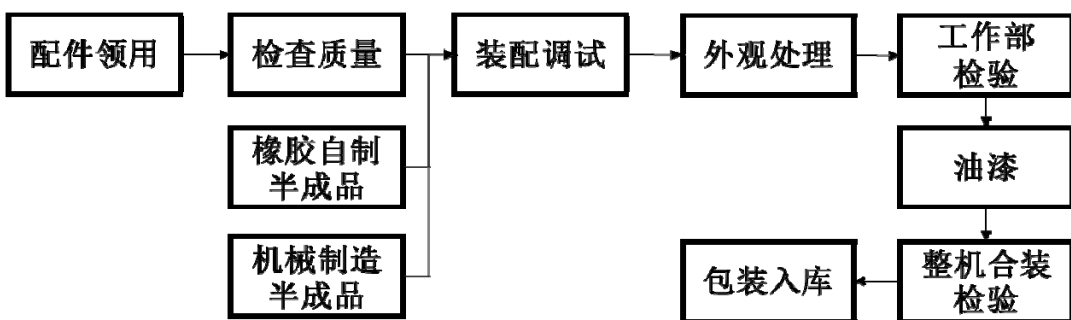 配件领用
检查质量
装配调试
外观处理
工作部
检验
橡胶自制
半成品
油漆
机械制造
半成品
包装入库
整机合装
检验